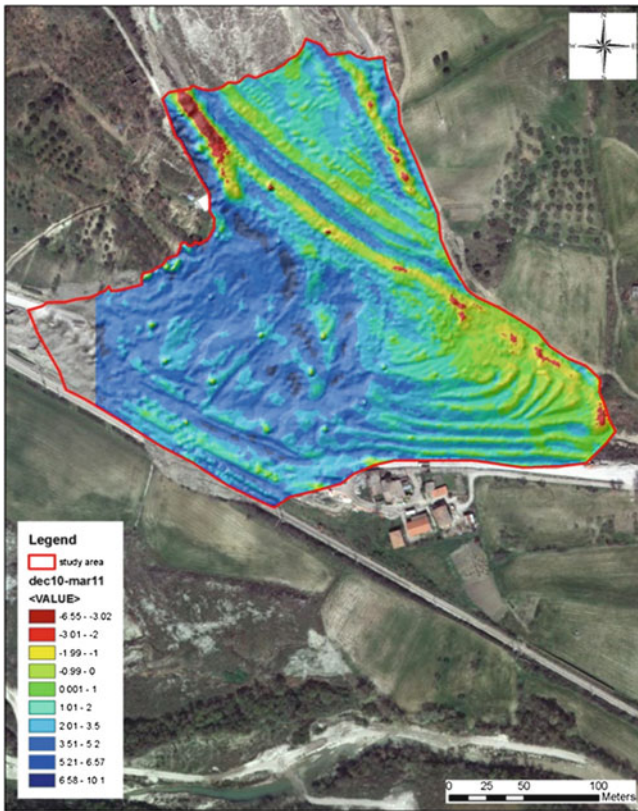 N
W
E
S
Legend
study area
dec10-mar11
<VALUE>
-6.55 - -3.02
-3.01 - -2
-1.99 - -1
-0.99 - 0
0.001 - 1
1.01 - 2
2.01 - 3.5
3.51 - 5.2
5.21 - 6.57
6.58 - 10.1
0 25 50 100
Meters